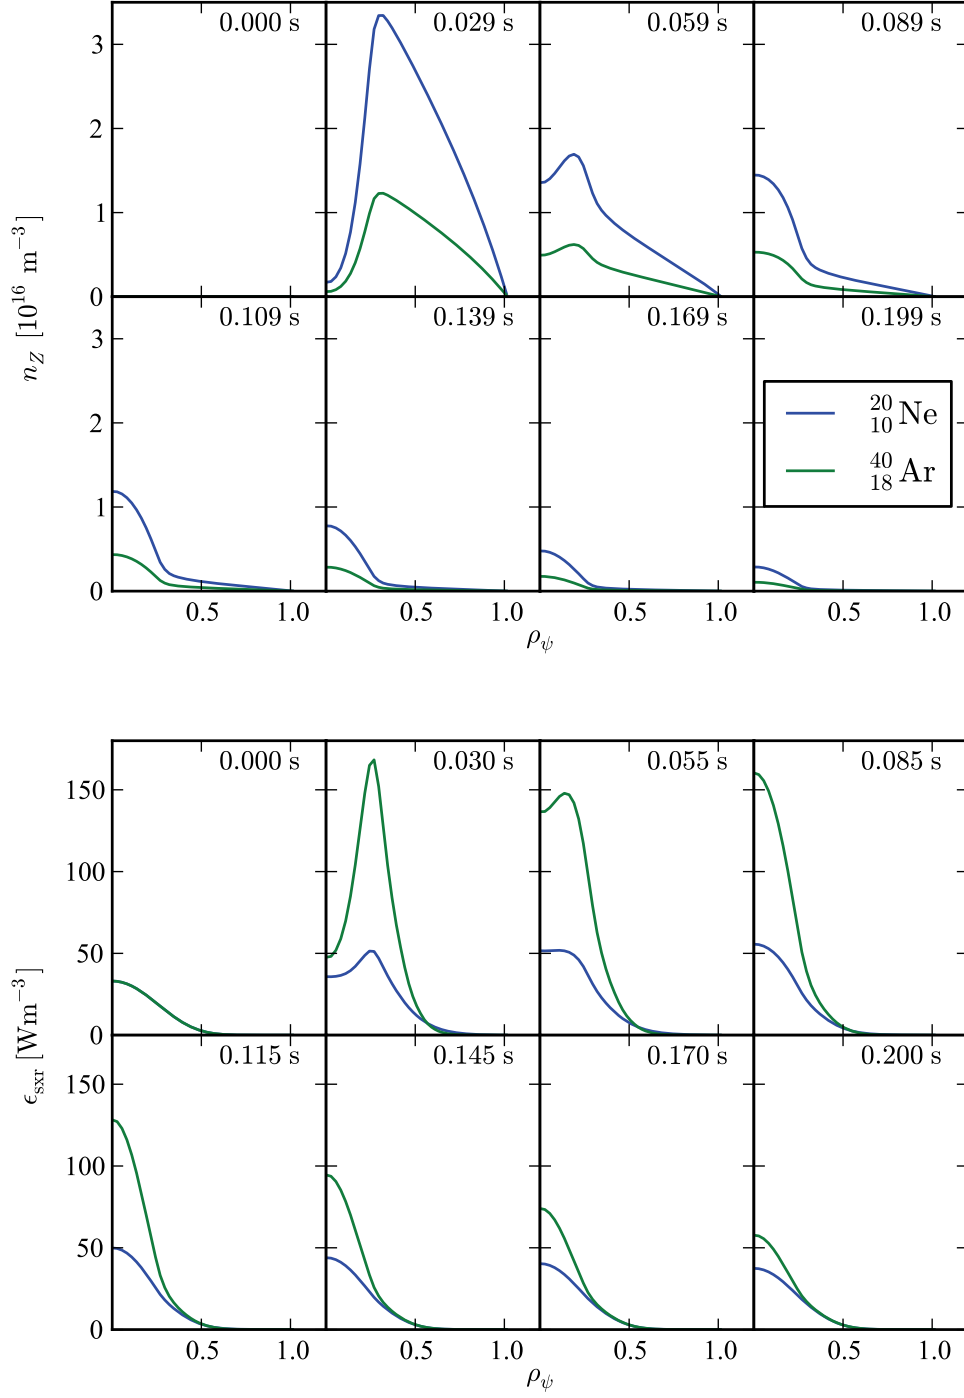 0.000 s 0.029 s 0.059 s 0.089 s
3
2
1
0
n_Z [10^16 m^−3]
0.109 s 0.139 s 0.169 s 0.199 s
3
2
1
0
^20_10 Ne
^40_18 Ar
0.5 1.0 0.5 1.0 0.5 1.0 0.5 1.0
ρ_ψ
0.000 s 0.030 s 0.055 s 0.085 s
150
100
50
0
ϵ_sxr [Wm^−3]
0.115 s 0.145 s 0.170 s 0.200 s
150
100
50
0
0.5 1.0 0.5 1.0 0.5 1.0 0.5 1.0
ρ_ψ